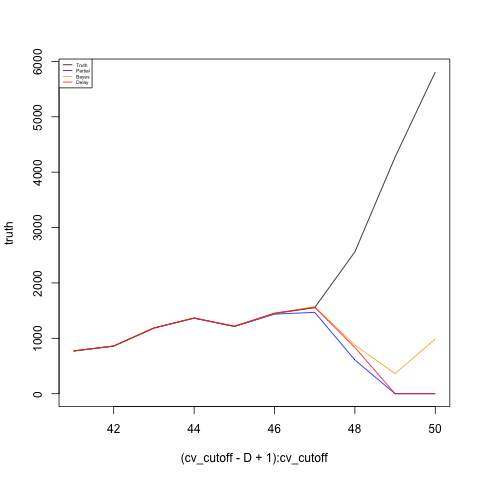 Truth
Partial
Bayes
Delay
6000
5000
4000
3000
2000
1000
0
truth
42 44 46 48 50
(cv_cutoff - D + 1):cv_cutoff